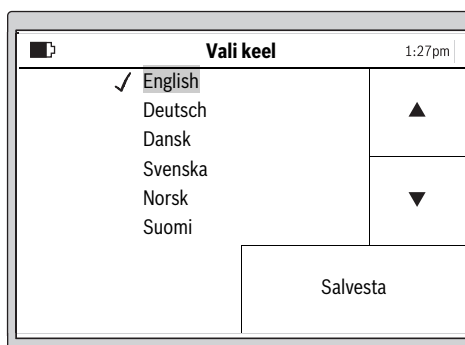 Vali keel 1:27pm
English
Deutsch
Dansk
Svenska
Norsk
Suomi
Salvesta